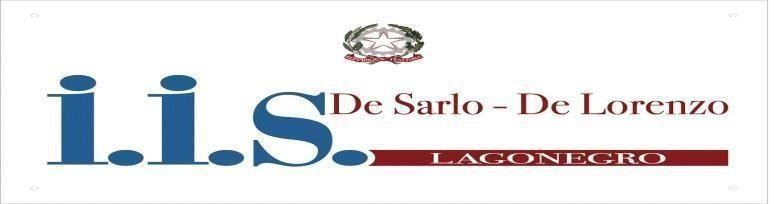 i.i.s.
De Sarlo - De Lorenzo
LAGONEGRO